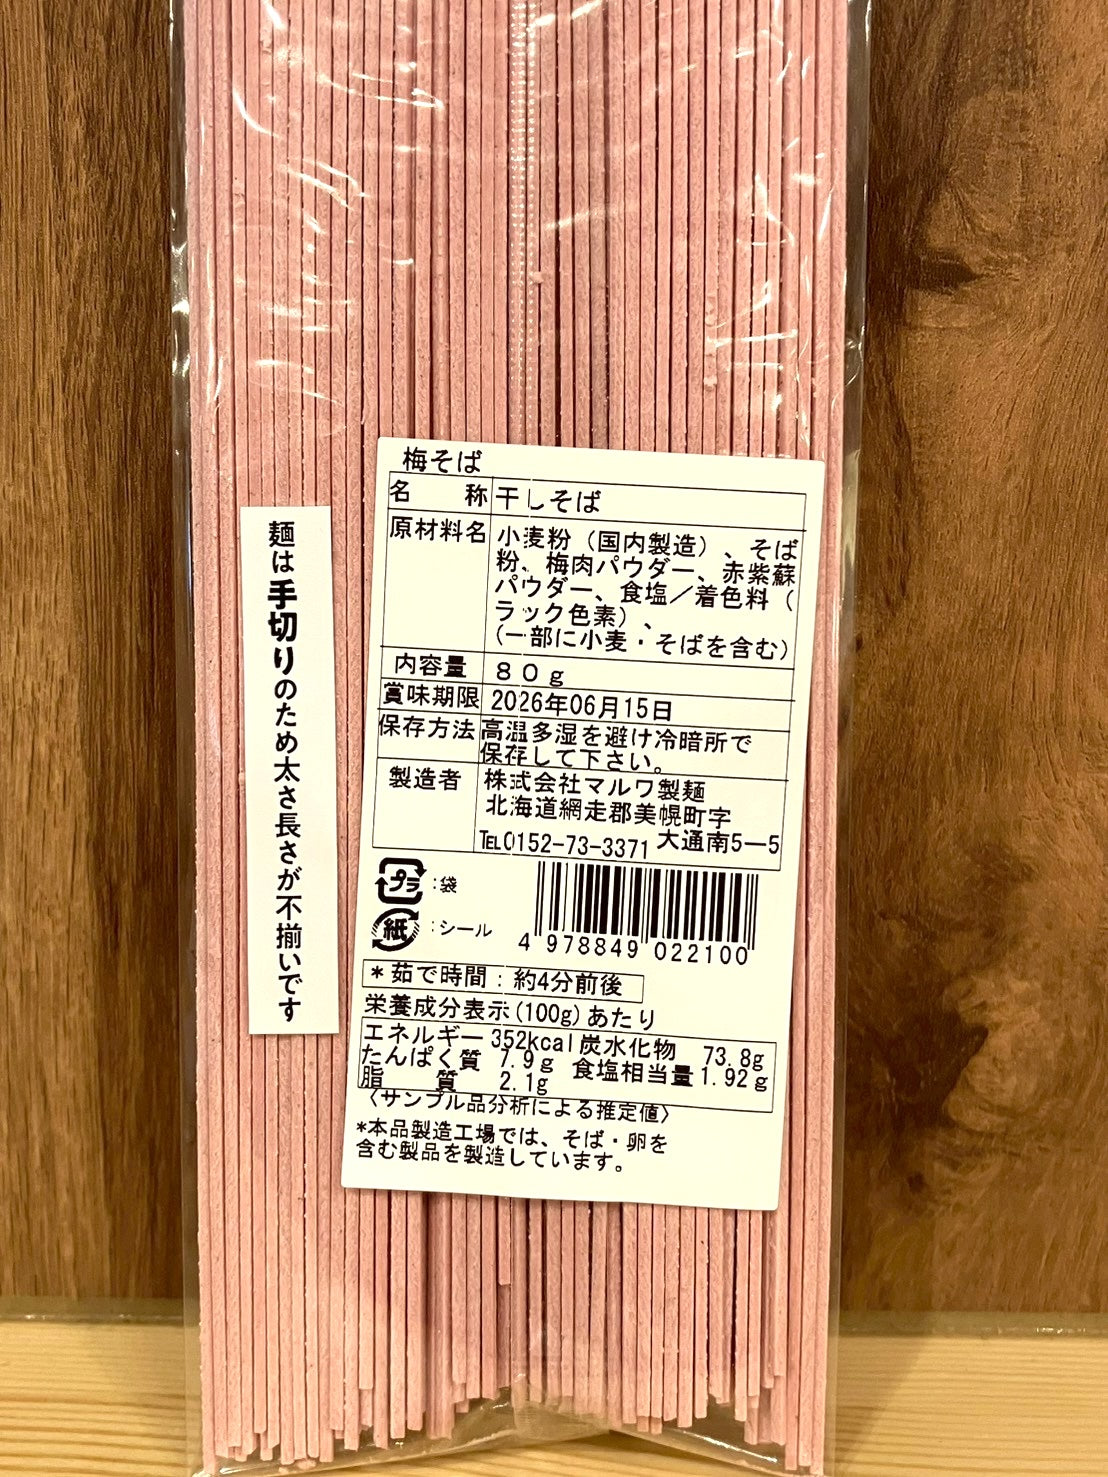 麺は手切りのため太さ長さが不揃いです
梅そば
名　　称 干しそば
原材料名 小麦粉（国内製造）、そば
粉、梅肉パウダー、赤紫蘇
パウダー、食塩／着色料（
ラック色素）、
（一部に小麦・そばを含む）
内容量 80g
賞味期限 2026年06月15日
保存方法 高温多湿を避け冷暗所で
保存して下さい。
製造者 株式会社マルワ製麺
北海道網走郡美幌町字
大通南5―5
℡0152-73-3371
プラ :袋
紙 :シール
4 978849 022100
*茹で時間：約4分前後
栄養成分表示(100g)あたり
エネルギー 352kcal 炭水化物 73.8g
たんぱく質 7.9g 食塩相当量 1.92g
脂　　質 2.1g
〈サンプル品分析による推定値〉
*本品製造工場では、そば・卵を
含む製品を製造しています。